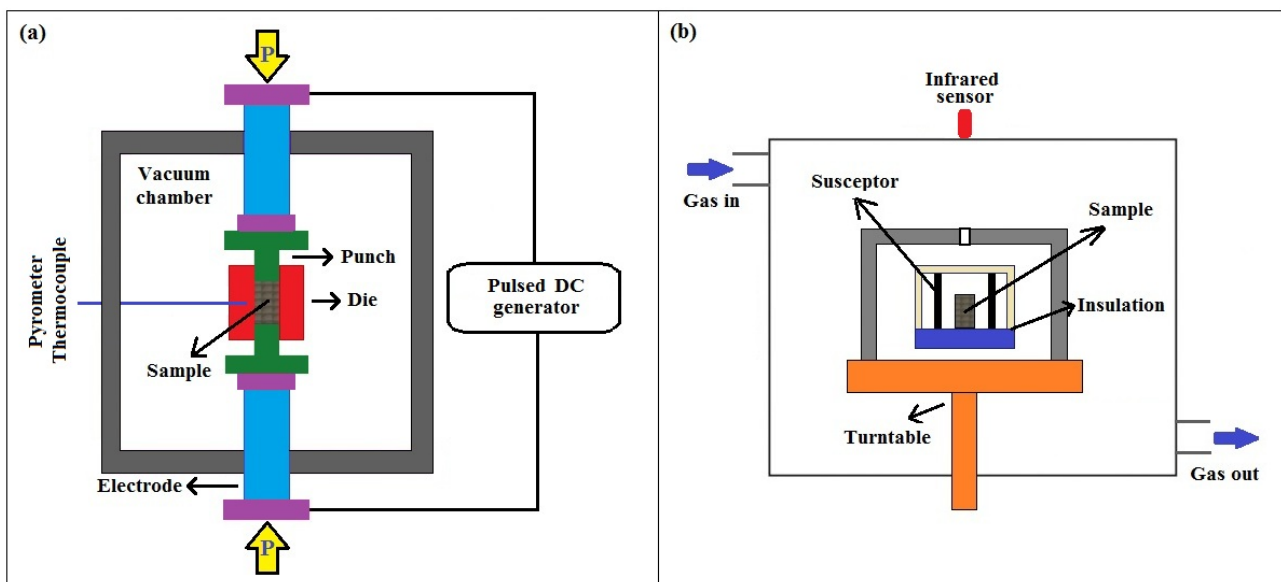 (a)
P
Vacuum
chamber
Punch
Die
Pyrometer
Thermocouple
Sample
Pulsed DC
generator
Electrode
P
(b)
Infrared
sensor
Gas in
Susceptor
Sample
Insulation
Turntable
Gas out